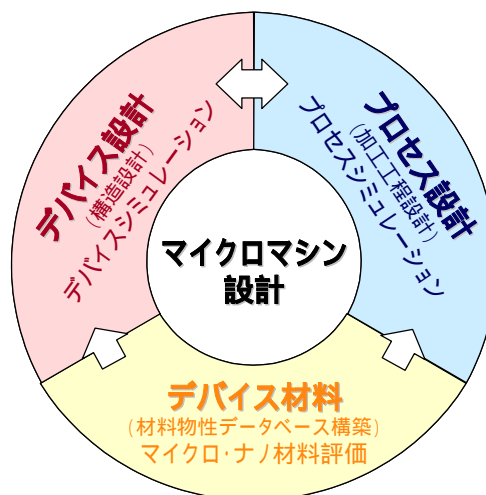 デバイス設計
(構造設計)
デバイスシミュレーション
プロセス設計
(加工工程設計)
プロセスシミュレーション
マイクロマシン
設計
デバイス材料
(材料物性データベース構築)
マイクロ・ナノ材料評価